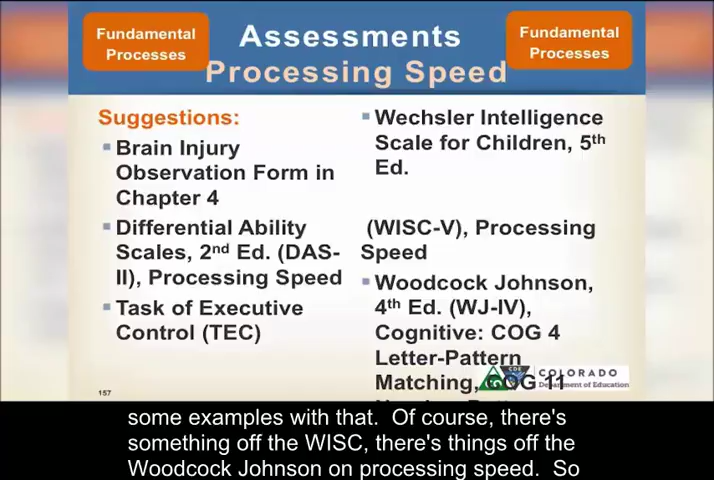 Fundamental
Processes
Assessments
Processing Speed
Fundamental
Processes
Suggestions:
▪ Brain Injury
Observation Form in
Chapter 4
▪ Differential Ability
Scales, 2nd Ed. (DAS-
II), Processing Speed
▪ Task of Executive
Control (TEC)
▪ Wechsler Intelligence
Scale for Children, 5th
Ed.
(WISC-V), Processing
Speed
▪ Woodcock Johnson,
4th Ed. (WJ-IV),
Cognitive: COG 4
Letter-Pattern
Matching, COG 11
CDE
COLORADO
Department of Education
157
some examples with that.  Of course, there's
something off the WISC, there's things off the
Woodcock Johnson on processing speed.  So